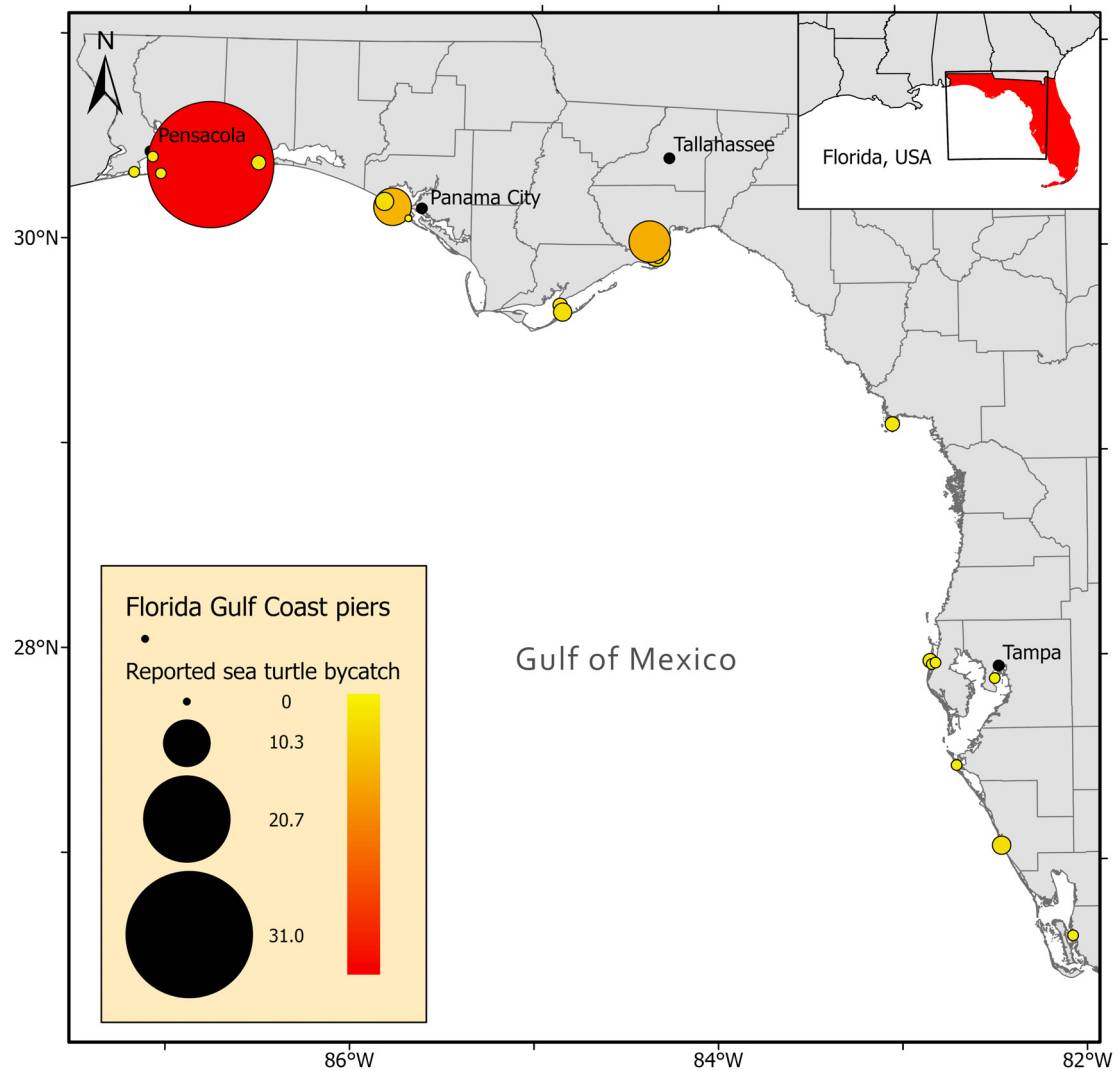 N
Pensacola
Tallahassee
Panama City
Florida, USA
30°N
28°N
Gulf of Mexico
Tampa
Florida Gulf Coast piers
Reported sea turtle bycatch
0
10.3
20.7
31.0
86°W
84°W
82°W